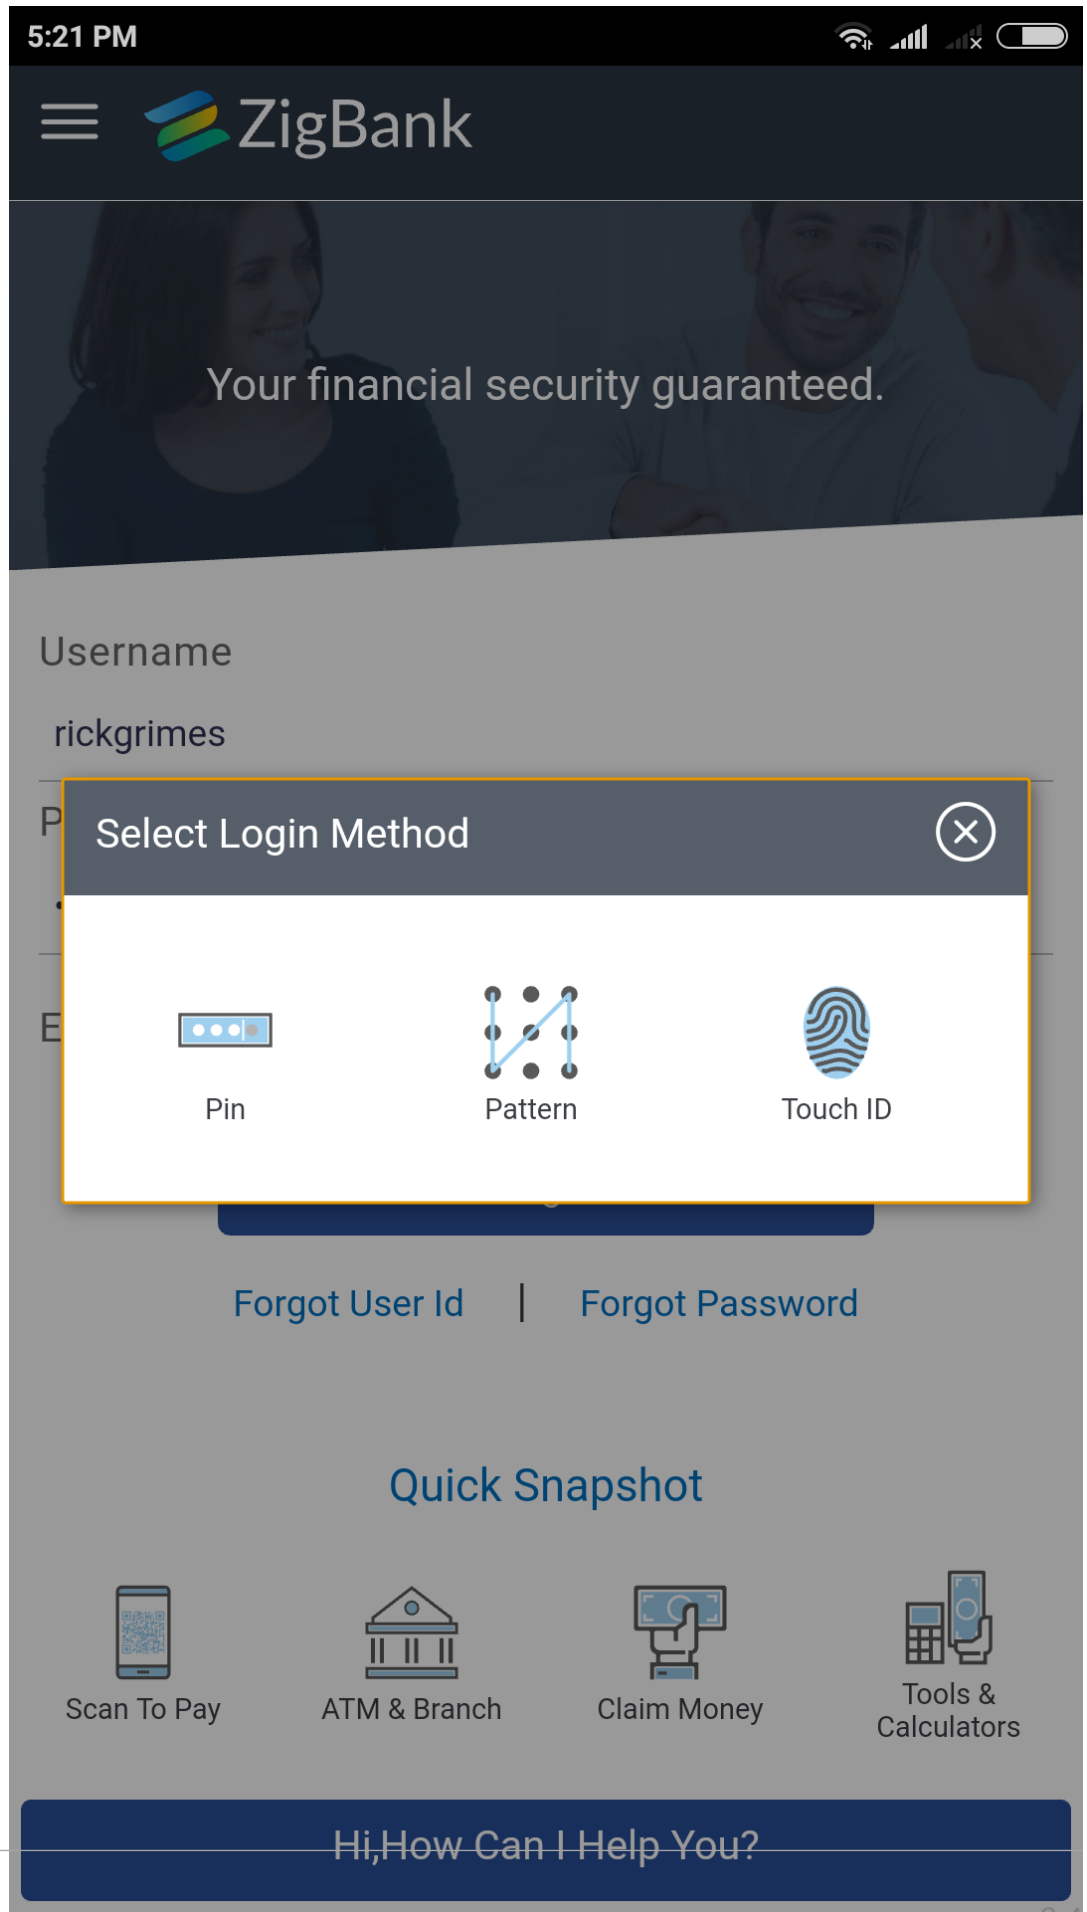 5:21 PM
ZigBank
Your financial security guaranteed.
Username
rickgrimes
P
Select Login Method
E
Pin
Pattern
Touch ID
Forgot User Id | Forgot Password
Quick Snapshot
Scan To Pay
ATM & Branch
Claim Money
Tools &
Calculators
Hi,How Can I Help You?